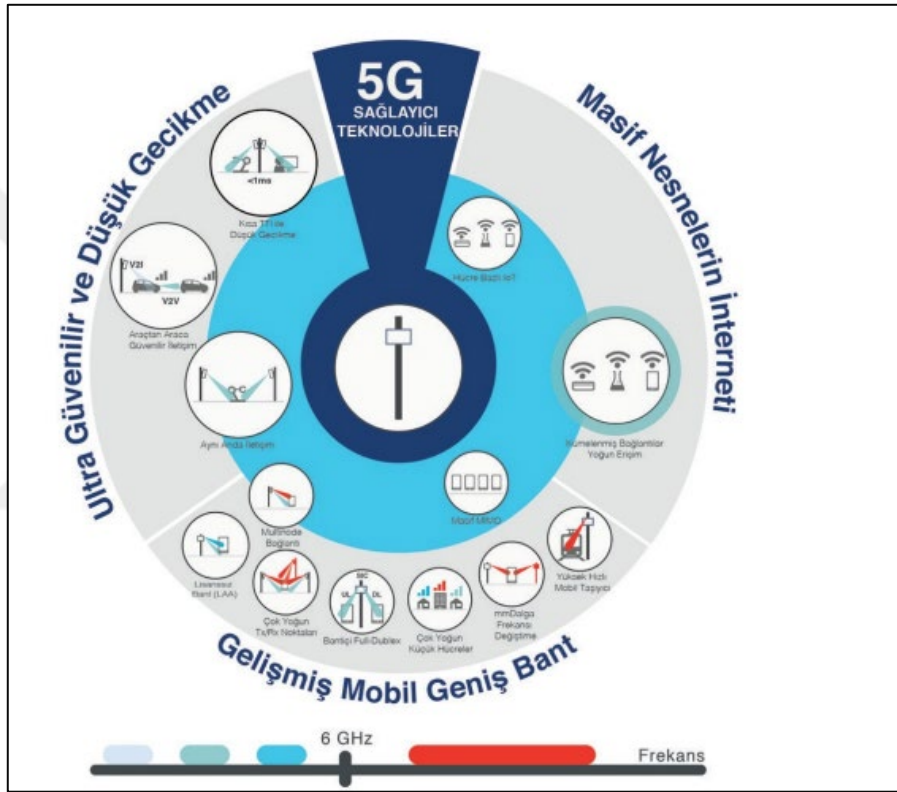 5G
SAĞLAYICI
TEKNOLOJİLER
Ultra Güvenilir ve Düşük Gecikme
Masif Nesnelerin İnterneti
Gelişmiş Mobil Geniş Bant
<1ms
Kısa TTI ile
Düşük Gecikme
V2I
V2V
Araçtan Araca
Güvenilir İletişim
Aynı Anda İletişim
Hücre Bazlı
Kümelenmiş Bağlantılar
Yoğun Erişim
Masif MIMO
Multinode
Bağlantı
Lisanssız
Bant (LAA)
Çok Yoğun
Tx/Rx Noktaları
SIC
UL
DL
Bantiçi Full-Dublex
Çok Yoğun
Küçük Hücreler
mmDalga
Frekansı
Değiştirme
Yüksek Hızlı
Mobil Taşıyıcı
6 GHz
Frekans